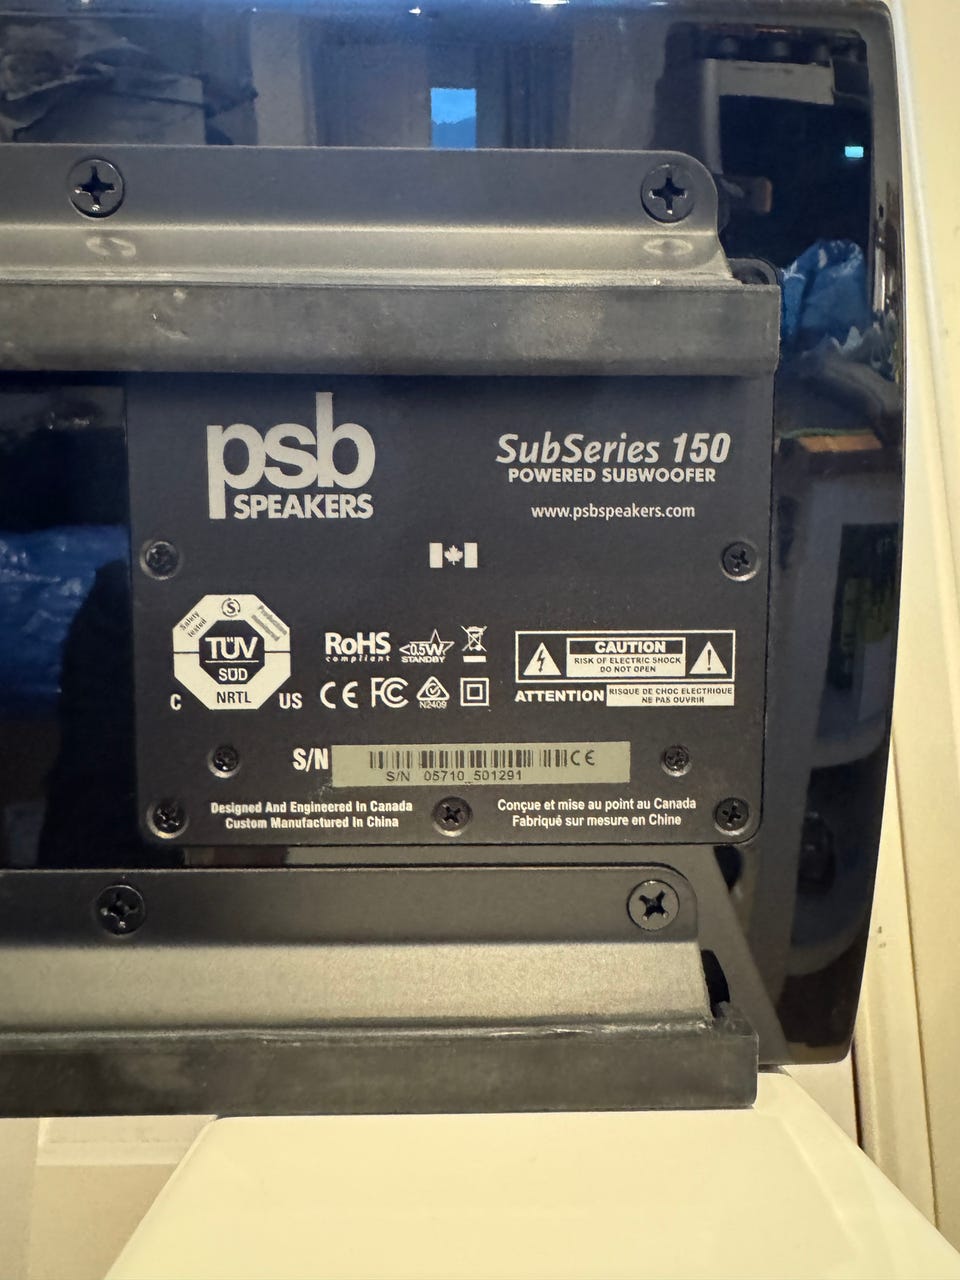 psb
SPEAKERS
SubSeries 150
POWERED SUBWOOFER
www.psbspeakers.com
Safety tested
S
Production monitored
TÜV
SÜD
NRTL
C
US
RoHS
compliant
<0.5W
STANDBY
CE FC
N2409
CAUTION
RISK OF ELECTRIC SHOCK
DO NOT OPEN
ATTENTION
RISQUE DE CHOC ELECTRIQUE
NE PAS OUVRIR
S/N
CE
S/N 05710_501291
Designed And Engineered In Canada
Custom Manufactured In China
Conçue et mise au point au Canada
Fabriqué sur mesure en Chine